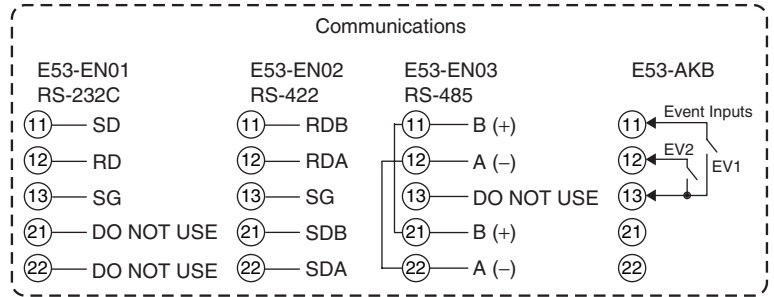 Communications
E53-EN01
RS-232C
11 SD
12 RD
13 SG
21 DO NOT USE
22 DO NOT USE
E53-EN02
RS-422
11 RDB
12 RDA
13 SG
21 SDB
22 SDA
E53-EN03
RS-485
11 B (+)
12 A (−)
13 DO NOT USE
21 B (+)
22 A (−)
E53-AKB
11 Event Inputs
12 EV2
EV1
13
21
22